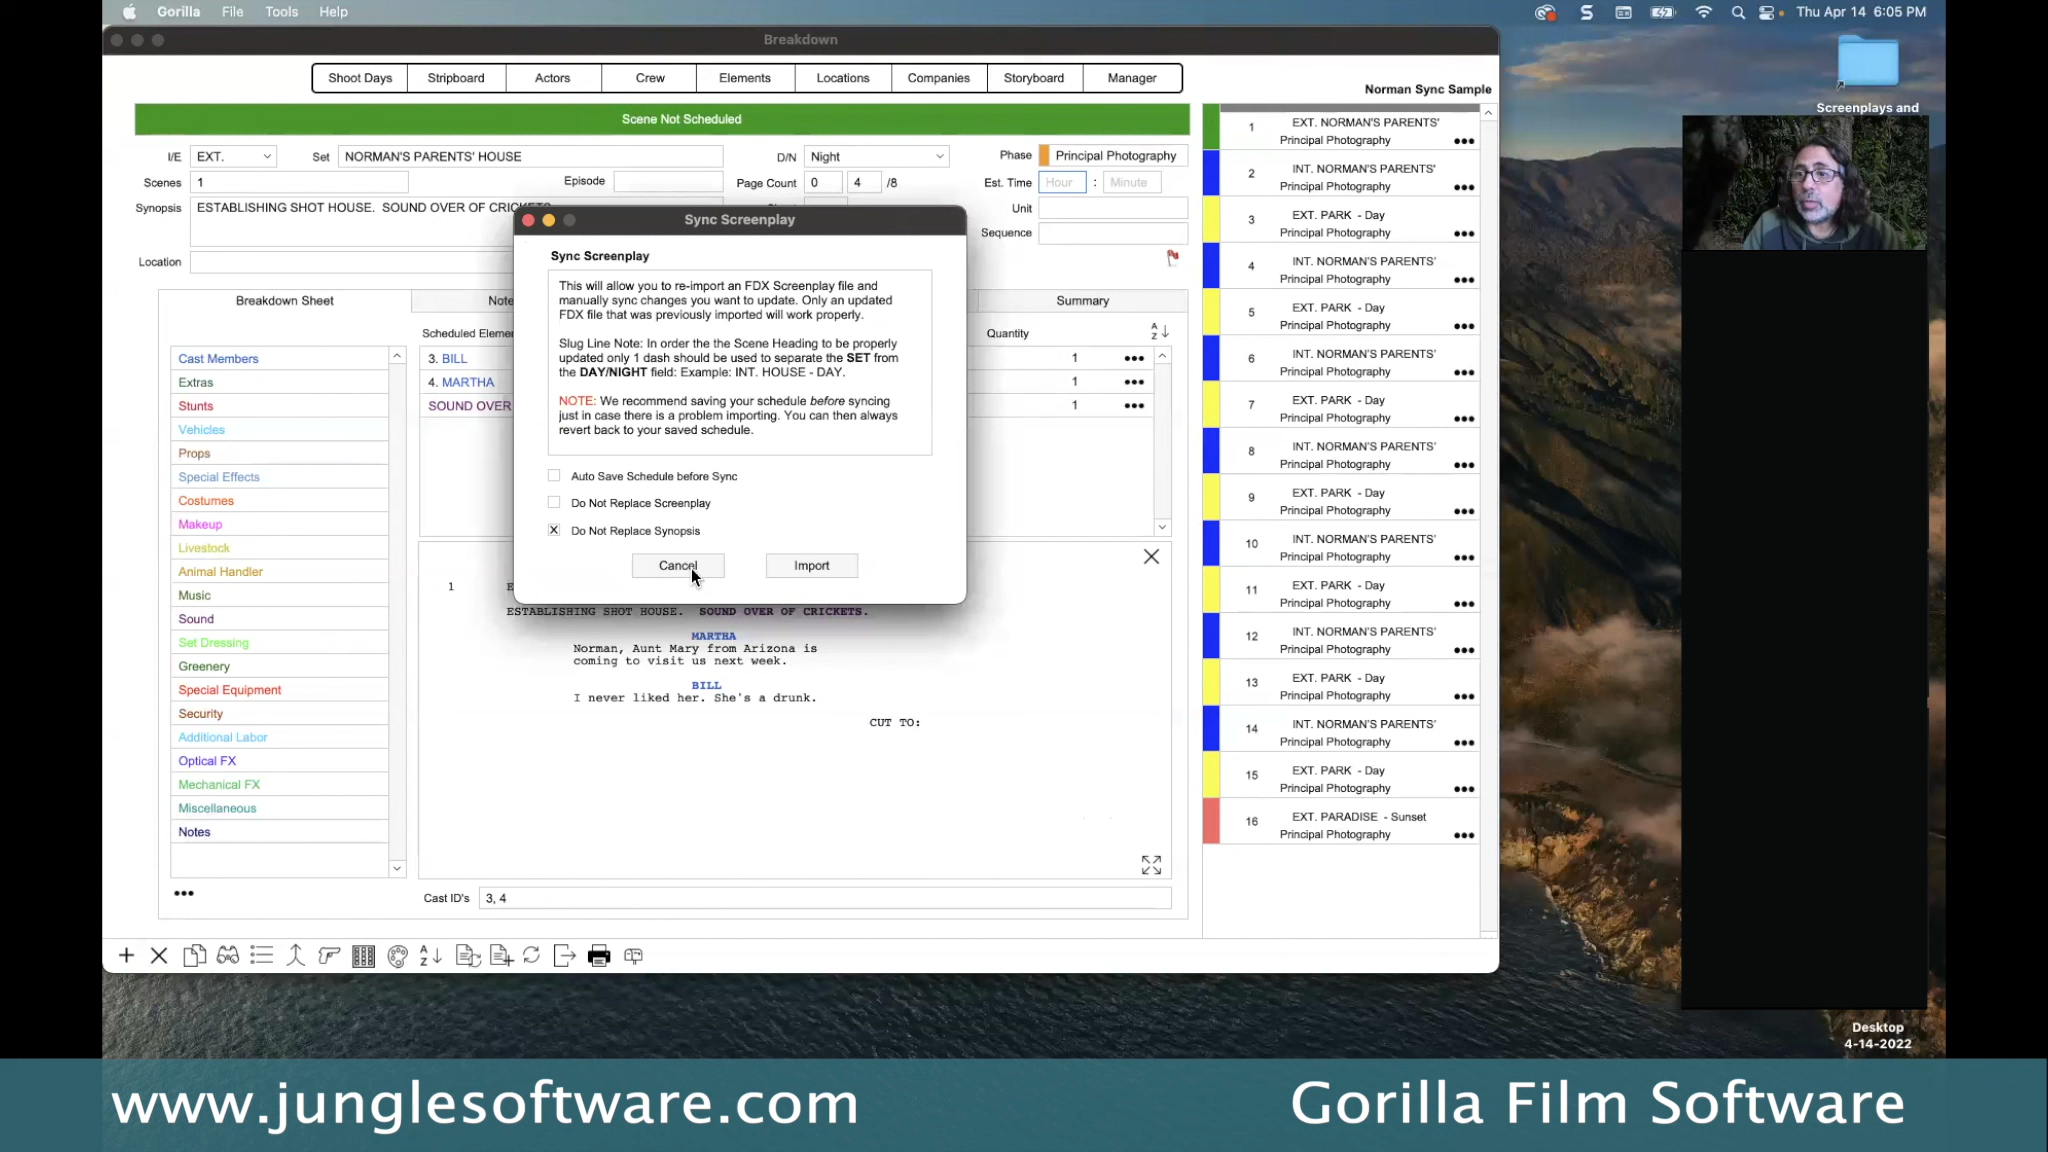 Gorilla File Tools Help
Thu Apr 14 6:05 PM
Breakdown
Shoot Days Stripboard Actors Crew Elements Locations Companies Storyboard Manager
Norman Sync Sample
Scene Not Scheduled
I/E EXT. Set NORMAN'S PARENTS' HOUSE D/N Night Phase Principal Photography
Scenes 1 Episode Page Count 0 4 /8 Est. Time Hour : Minute
Synopsis ESTABLISHING SHOT HOUSE. SOUND OVER OF CRICKETS
Unit
Sequence
Location
Breakdown Sheet
Summary
Scheduled
Quantity
A
Z
Cast Members
Extras
Stunts
Vehicles
Props
Special Effects
Costumes
Makeup
Livestock
Animal Handler
Music
Sound
Set Dressing
Greenery
Special Equipment
Security
Additional Labor
Optical FX
Mechanical FX
Miscellaneous
Notes
3. BILL 1
4. MARTHA 1
SOUND OVER 1
Sync Screenplay
Sync Screenplay
This will allow you to re-import an FDX Screenplay file and
manually sync changes you want to update. Only an updated
FDX file that was previously imported will work properly.
Slug Line Note: In order the the Scene Heading to be properly
updated only 1 dash should be used to separate the SET from
the DAY/NIGHT field: Example: INT. HOUSE - DAY.
NOTE: We recommend saving your schedule before syncing
just in case there is a problem importing. You can then always
revert back to your saved schedule.
Auto Save Schedule before Sync
Do Not Replace Screenplay
X Do Not Replace Synopsis
Cancel Import
1
ESTABLISHING SHOT HOUSE. SOUND OVER OF CRICKETS.
MARTHA
Norman, Aunt Mary from Arizona is
coming to visit us next week.
BILL
I never liked her. She's a drunk.
CUT TO:
Cast ID's 3, 4
A
Z
1 EXT. NORMAN'S PARENTS'
Principal Photography
2 INT. NORMAN'S PARENTS'
Principal Photography
3 EXT. PARK - Day
Principal Photography
4 INT. NORMAN'S PARENTS'
Principal Photography
5 EXT. PARK - Day
Principal Photography
6 INT. NORMAN'S PARENTS'
Principal Photography
7 EXT. PARK - Day
Principal Photography
8 INT. NORMAN'S PARENTS'
Principal Photography
9 EXT. PARK - Day
Principal Photography
10 INT. NORMAN'S PARENTS'
Principal Photography
11 EXT. PARK - Day
Principal Photography
12 INT. NORMAN'S PARENTS'
Principal Photography
13 EXT. PARK - Day
Principal Photography
14 INT. NORMAN'S PARENTS'
Principal Photography
15 EXT. PARK - Day
Principal Photography
16 EXT. PARADISE - Sunset
Principal Photography
Screenplays and
Desktop
4-14-2022
www.junglesoftware.com
Gorilla Film Software